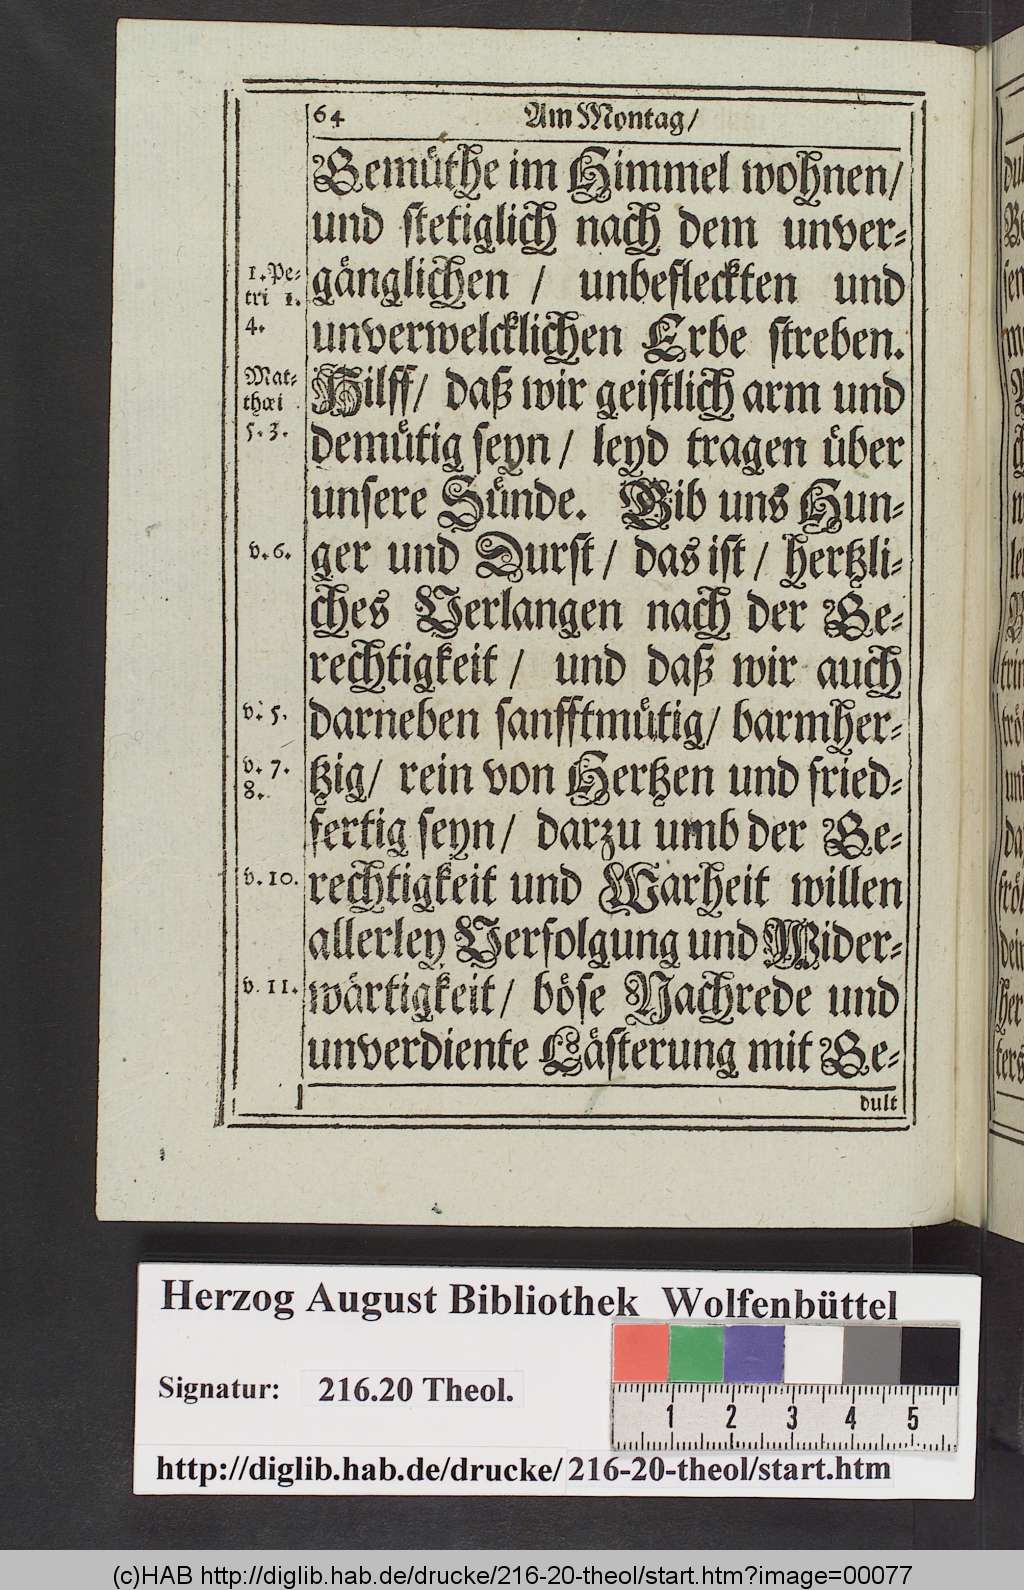 64 Am Montag/
Gemüthe im Himmel wohnen/
und stetiglich nach dem unver-
gänglichen / unbefleckten und
unverwelcklichen Erbe streben.
Hilff/ daß wir geistlich arm und
demütig seyn/ leyd tragen über
unsere Sünde. Gib uns Hun-
ger und Durst/ das ist/ hertzli-
ches Verlangen nach der Ge-
rechtigkeit/ und daß wir auch
darneben sanfftmütig/ barmher-
tzig/ rein von Hertzen und fried-
fertig seyn/ darzu umb der Ge-
rechtigkeit und Warheit willen
allerley Verfolgung und Wider-
wärtigkeit/ böse Nachrede und
unverdiente Lästerung mit Ge-
dult
1. Pe-
tri 1.
4.
Mat-
thæi
5. 3.
v. 6.
v. 5.
v. 7.
8.
v. 10.
v. 11.
Herzog August Bibliothek Wolfenbüttel
Signatur: 216.20 Theol.
1 2 3 4 5
http://diglib.hab.de/drucke/216-20-theol/start.htm
(c)HAB http://diglib.hab.de/drucke/216-20-theol/start.htm?image=00077